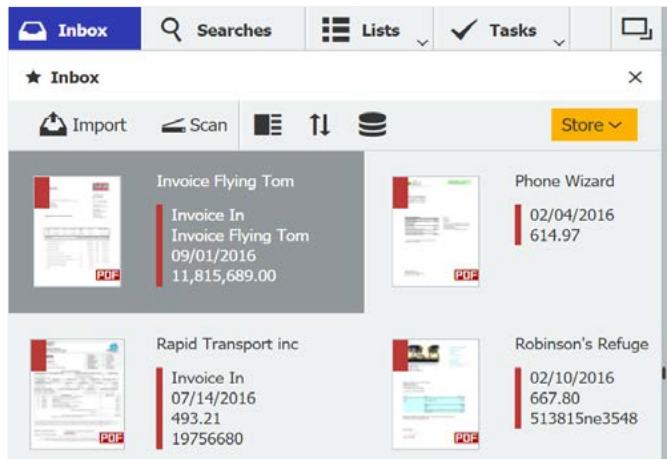 Inbox
Searches
Lists
Tasks
Inbox
Import
Scan
Store
Invoice Flying Tom
Invoice In
Invoice Flying Tom
09/01/2016
11,815,689.00
PDF
Phone Wizard
02/04/2016
614.97
PDF
Rapid Transport inc
Invoice In
07/14/2016
493.21
19756680
PDF
Robinson's Refuge
02/10/2016
667.80
513815ne3548
PDF